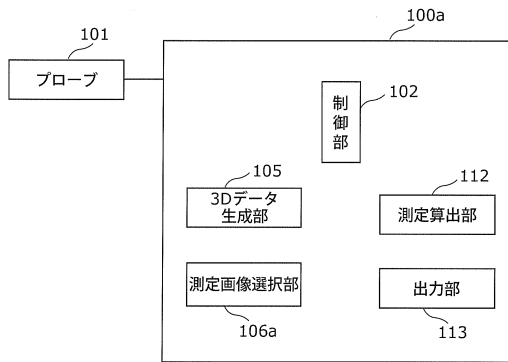 100a
101
プローブ
102
制
御
部
105
3Dデータ
生成部
112
測定算出部
測定画像選択部
106a
出力部
113